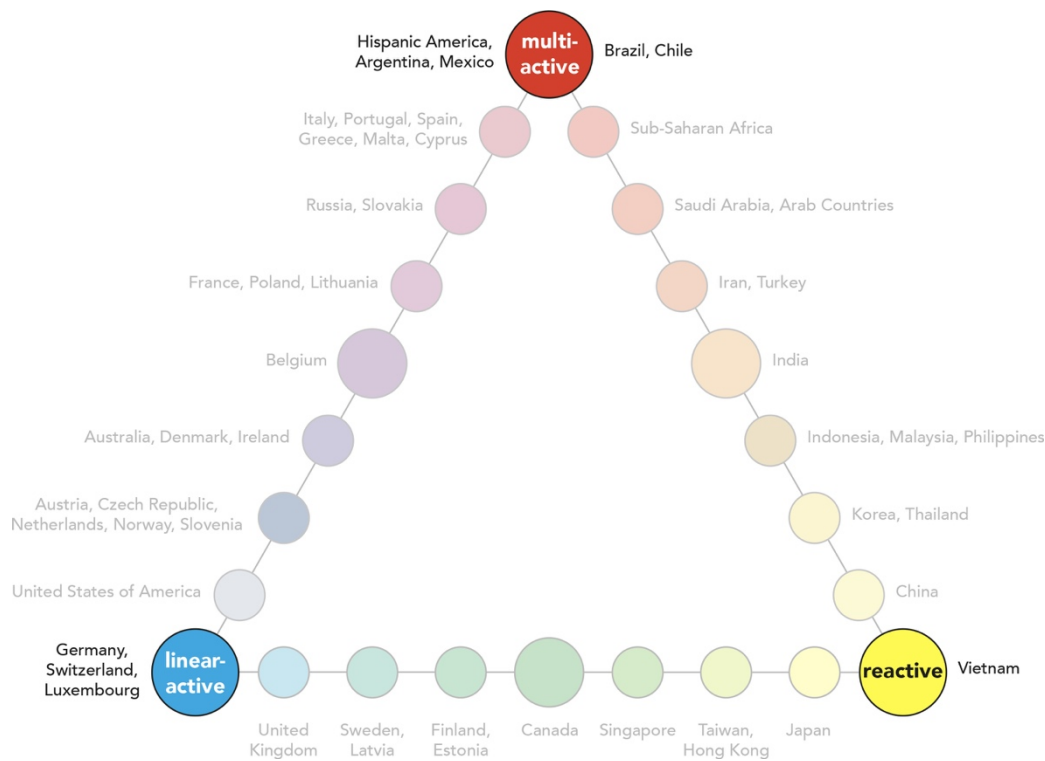 Hispanic America,
Argentina, Mexico
multi-
active
Brazil, Chile
Italy, Portugal, Spain,
Greece, Malta, Cyprus
Sub-Saharan Africa
Russia, Slovakia
Saudi Arabia, Arab Countries
France, Poland, Lithuania
Iran, Turkey
Belgium
India
Australia, Denmark, Ireland
Indonesia, Malaysia, Philippines
Austria, Czech Republic,
Netherlands, Norway, Slovenia
Korea, Thailand
United States of America
China
Germany,
Switzerland,
Luxembourg
linear-
active
reactive
Vietnam
United
Kingdom
Sweden,
Latvia
Finland,
Estonia
Canada
Singapore
Taiwan,
Hong Kong
Japan